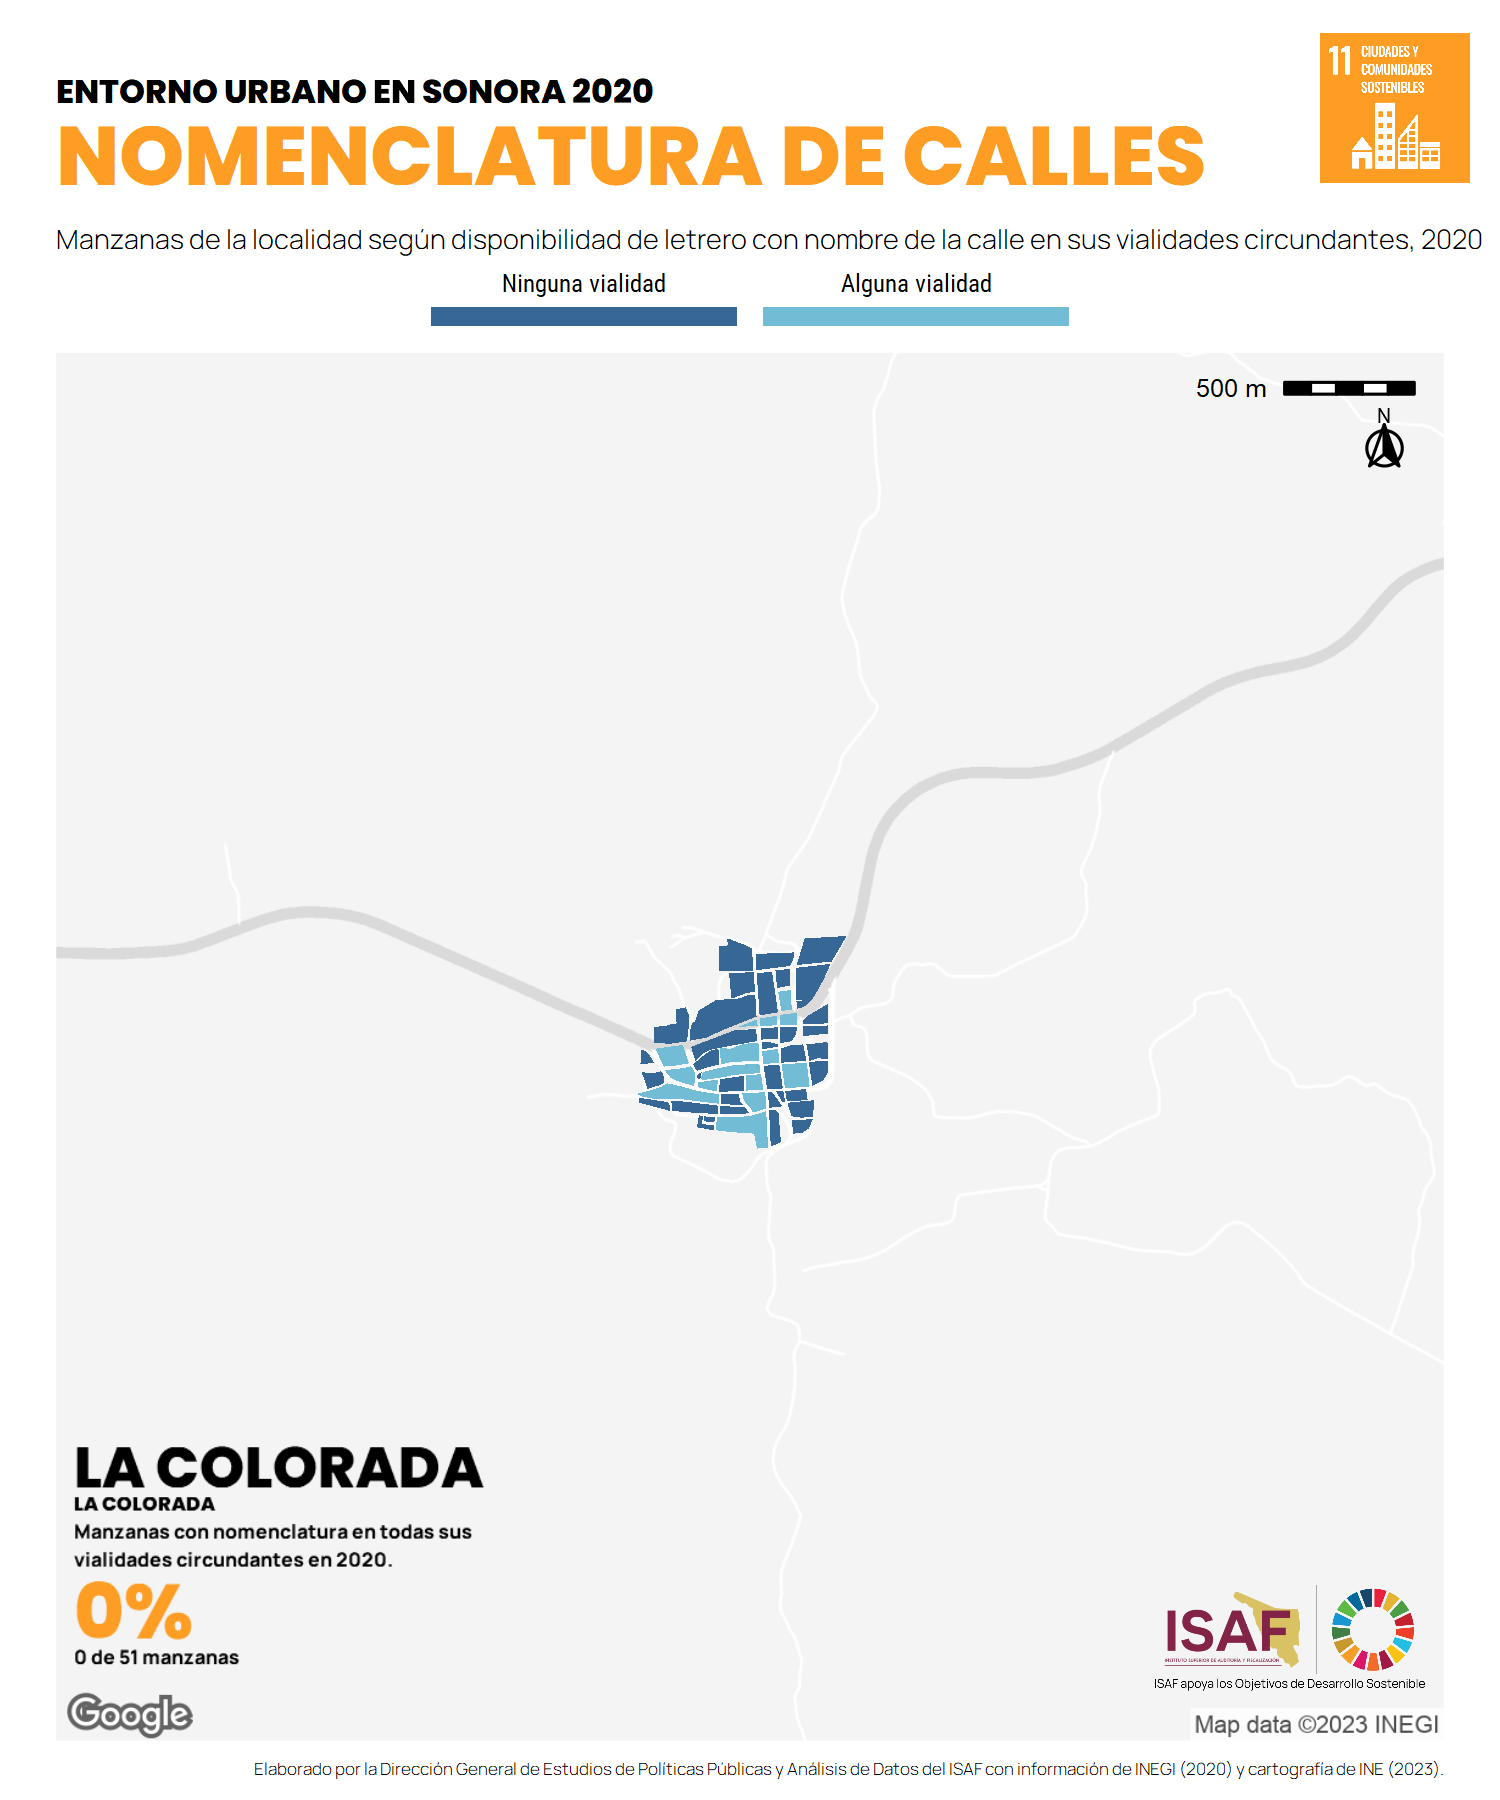 ENTORNO URBANO EN SONORA 2020
NOMENCLATURA DE CALLES
11 CIUDADES Y
COMUNIDADES
SOSTENIBLES
Manzanas de la localidad según disponibilidad de letrero con nombre de la calle en sus vialidades circundantes, 2020
Ninguna vialidad
Alguna vialidad
500 m
N
LA COLORADA
LA COLORADA
Manzanas con nomenclatura en todas sus
vialidades circundantes en 2020.
0%
0 de 51 manzanas
Google
ISAF
INSTITUTO SUPERIOR DE AUDITORÍA Y FISCALIZACIÓN
ISAF apoya los Objetivos de Desarrollo Sostenible
Map data ©2023 INEGI
Elaborado por la Dirección General de Estudios de Políticas Públicas y Análisis de Datos del ISAF con información de INEGI (2020) y cartografía de INE (2023).